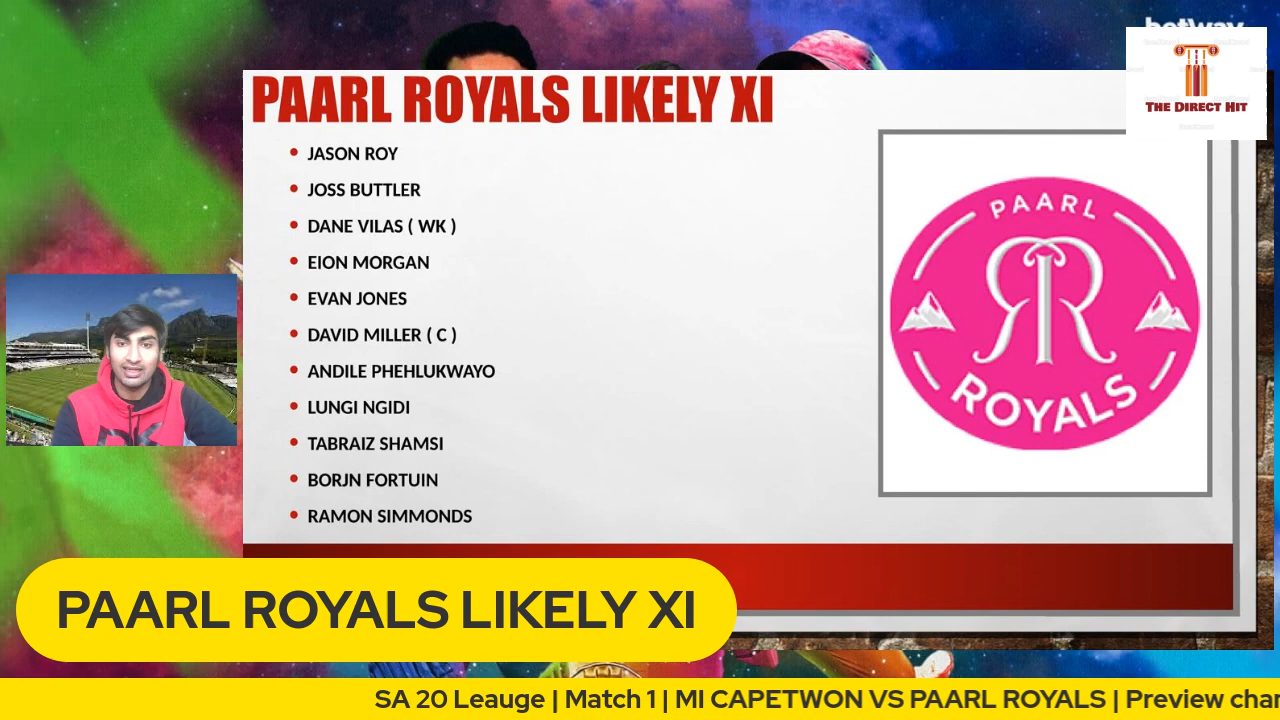 betway
THE DIRECT HIT
PAARL ROYALS LIKELY XI
• JASON ROY
• JOSS BUTTLER
• DANE VILAS ( WK )
• EION MORGAN
• EVAN JONES
• DAVID MILLER ( C )
• ANDILE PHEHLUKWAYO
• LUNGI NGIDI
• TABRAIZ SHAMSI
• BORJN FORTUIN
• RAMON SIMMONDS
PAARL
ROYALS
PAARL ROYALS LIKELY XI
SA 20 Leauge | Match 1 | MI CAPETWON VS PAARL ROYALS | Preview char